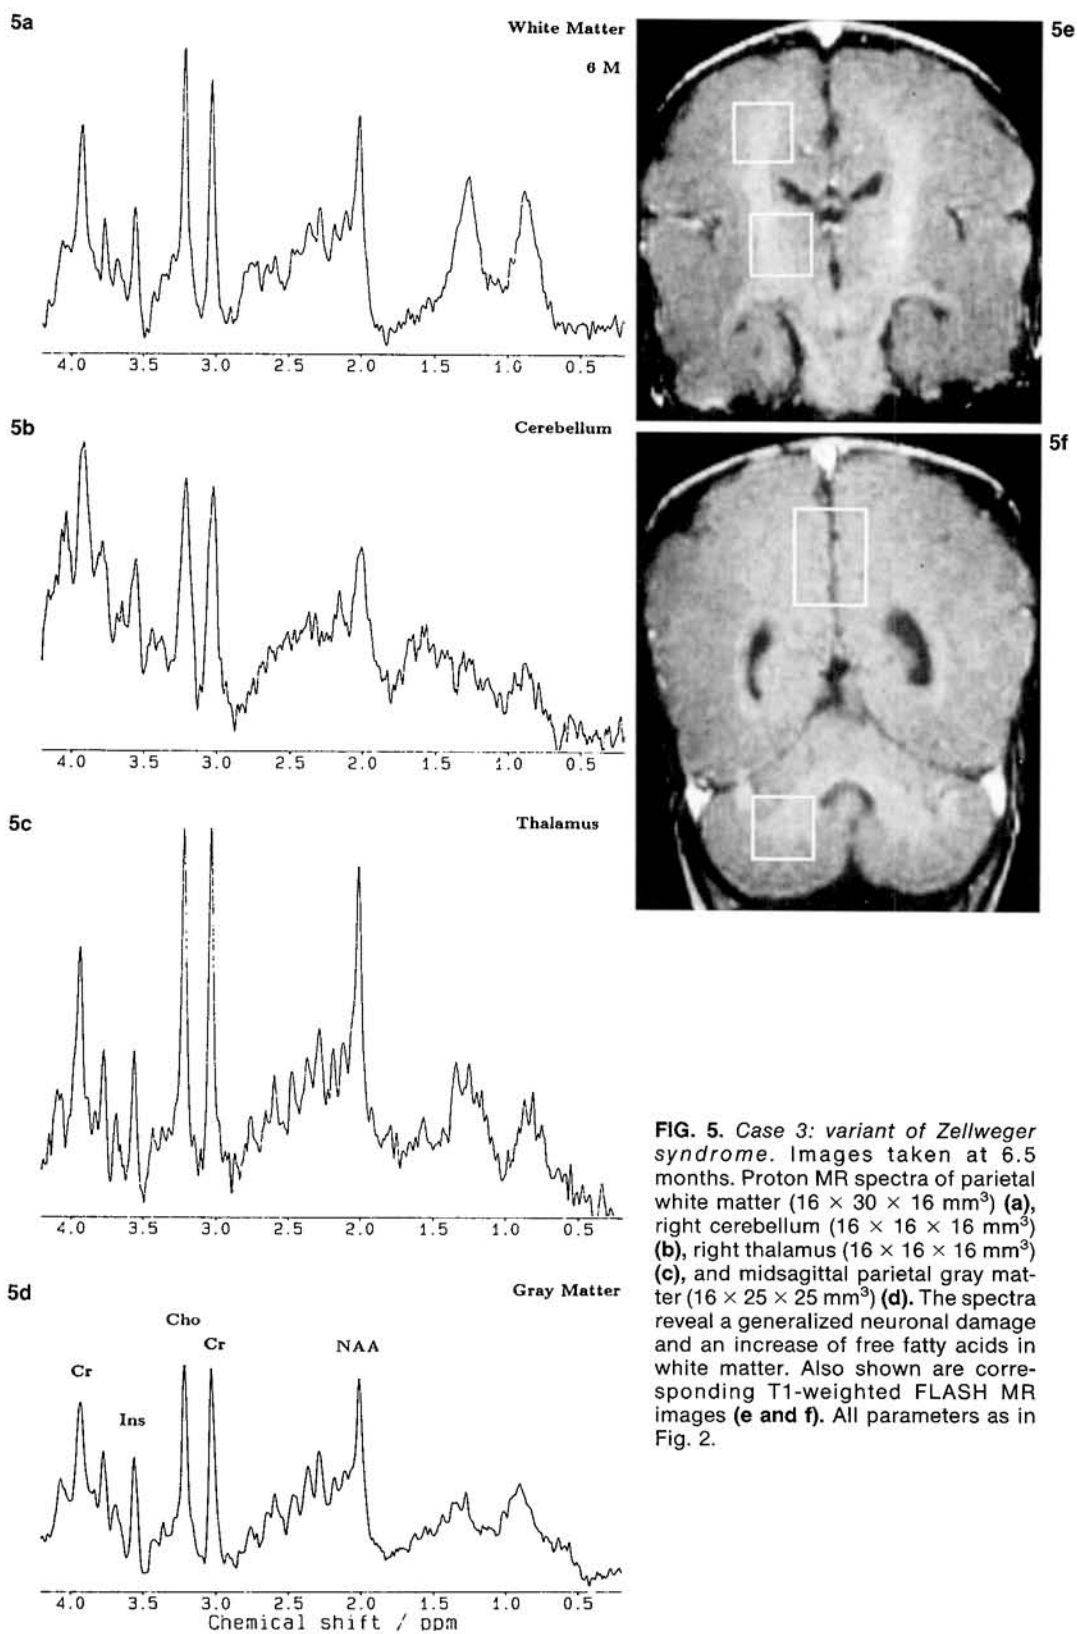 5a
White Matter
6 M
4.0 3.5 3.0 2.5 2.0 1.5 1.0 0.5
5e
5b
Cerebellum
4.0 3.5 3.0 2.5 2.0 1.5 1.0 0.5
5f
5c
Thalamus
4.0 3.5 3.0 2.5 2.0 1.5 1.0 0.5
5d
Gray Matter
Cho
Cr
NAA
Cr
Ins
4.0 3.5 3.0 2.5 2.0 1.5 1.0 0.5
Chemical shift / ppm
FIG. 5. Case 3: variant of Zellweger
syndrome. Images taken at 6.5
months. Proton MR spectra of parietal
white matter (16 × 30 × 16 mm³) (a),
right cerebellum (16 × 16 × 16 mm³)
(b), right thalamus (16 × 16 × 16 mm³)
(c), and midsagittal parietal gray mat-
ter (16 × 25 × 25 mm³) (d). The spectra
reveal a generalized neuronal damage
and an increase of free fatty acids in
white matter. Also shown are corre-
sponding T1-weighted FLASH MR
images (e and f). All parameters as in
Fig. 2.